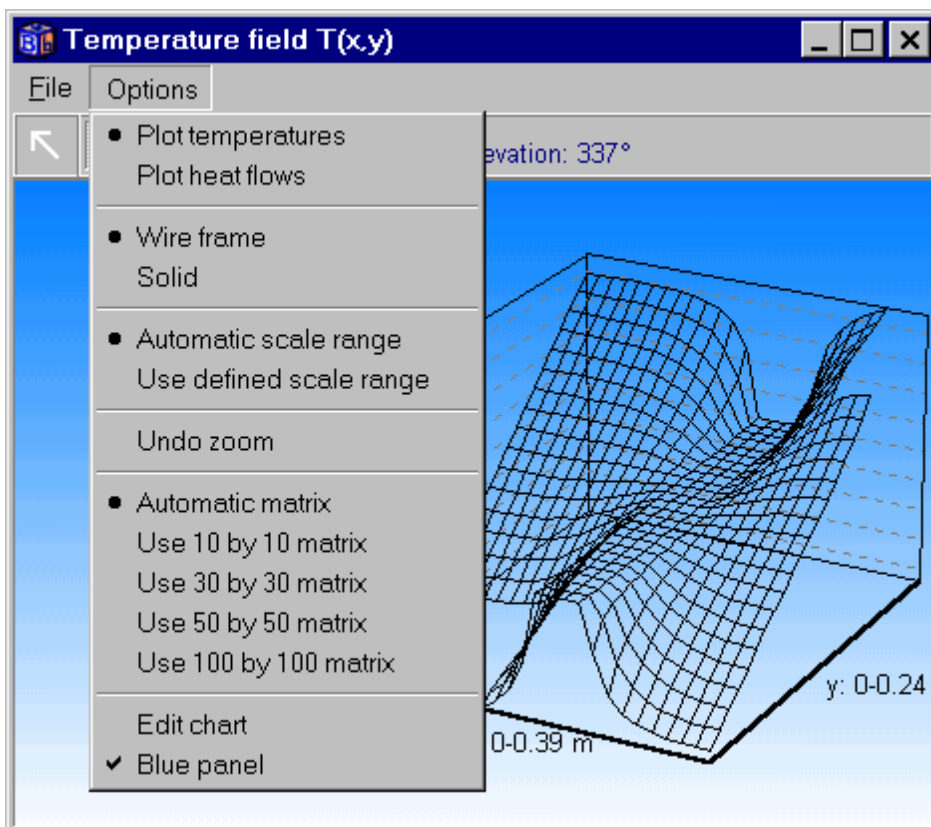 Temperature field T(x,y)
File Options
evation: 337°
Plot temperatures
Plot heat flows
Wire frame
Solid
Automatic scale range
Use defined scale range
Undo zoom
Automatic matrix
Use 10 by 10 matrix
Use 30 by 30 matrix
Use 50 by 50 matrix
Use 100 by 100 matrix
Edit chart
Blue panel
y: 0-0.24
0-0.39 m